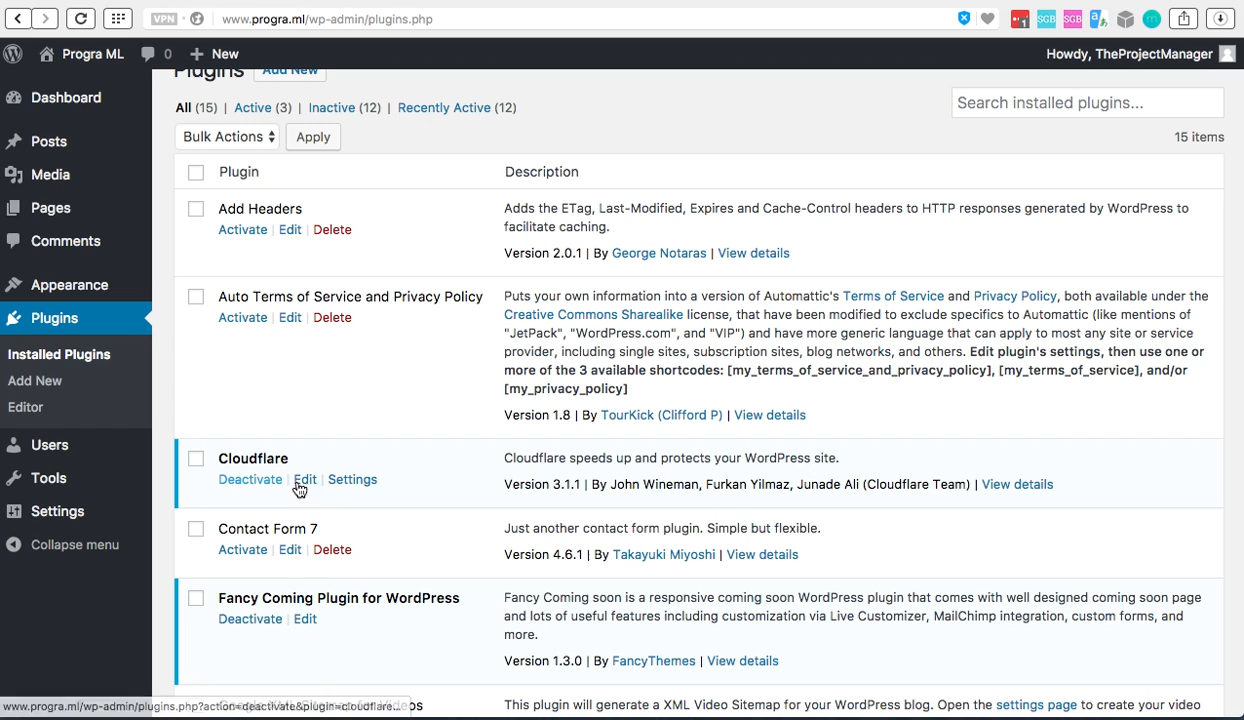 VPN www.progra.ml/wp-admin/plugins.php 1 SGB SGB
Progra ML 0 New Howdy, TheProjectManager
Plugins Add New
Dashboard
Posts
Media
Pages
Comments
Appearance
Plugins
Installed Plugins
Add New
Editor
Users
Tools
Settings
Collapse menu
All (15) | Active (3) | Inactive (12) | Recently Active (12)
Search installed plugins...
Bulk Actions Apply 15 items
Plugin Description
Add Headers
Activate | Edit | Delete
Adds the ETag, Last-Modified, Expires and Cache-Control headers to HTTP responses generated by WordPress to
facilitate caching.
Version 2.0.1 | By George Notaras | View details
Auto Terms of Service and Privacy Policy
Activate | Edit | Delete
Puts your own information into a version of Automattic's Terms of Service and Privacy Policy, both available under the
Creative Commons Sharealike license, that have been modified to exclude specifics to Automattic (like mentions of
"JetPack", "WordPress.com", and "VIP") and have more generic language that can apply to most any site or service
provider, including single sites, subscription sites, blog networks, and others. Edit plugin's settings, then use one or
more of the 3 available shortcodes: [my_terms_of_service_and_privacy_policy], [my_terms_of_service], and/or
[my_privacy_policy]
Version 1.8 | By TourKick (Clifford P) | View details
Cloudflare
Deactivate | Edit | Settings
Cloudflare speeds up and protects your WordPress site.
Version 3.1.1 | By John Wineman, Furkan Yilmaz, Junade Ali (Cloudflare Team) | View details
Contact Form 7
Activate | Edit | Delete
Just another contact form plugin. Simple but flexible.
Version 4.6.1 | By Takayuki Miyoshi | View details
Fancy Coming Plugin for WordPress
Deactivate | Edit
Fancy Coming soon is a responsive coming soon WordPress plugin that comes with well designed coming soon page
and lots of useful features including customization via Live Customizer, MailChimp integration, custom forms, and
more.
Version 1.3.0 | By FancyThemes | View details
This plugin will generate a XML Video Sitemap for your WordPress blog. Open the settings page to create your video
www.progra.ml/wp-admin/plugins.php?action=deactivate&plugin=cloudflare...